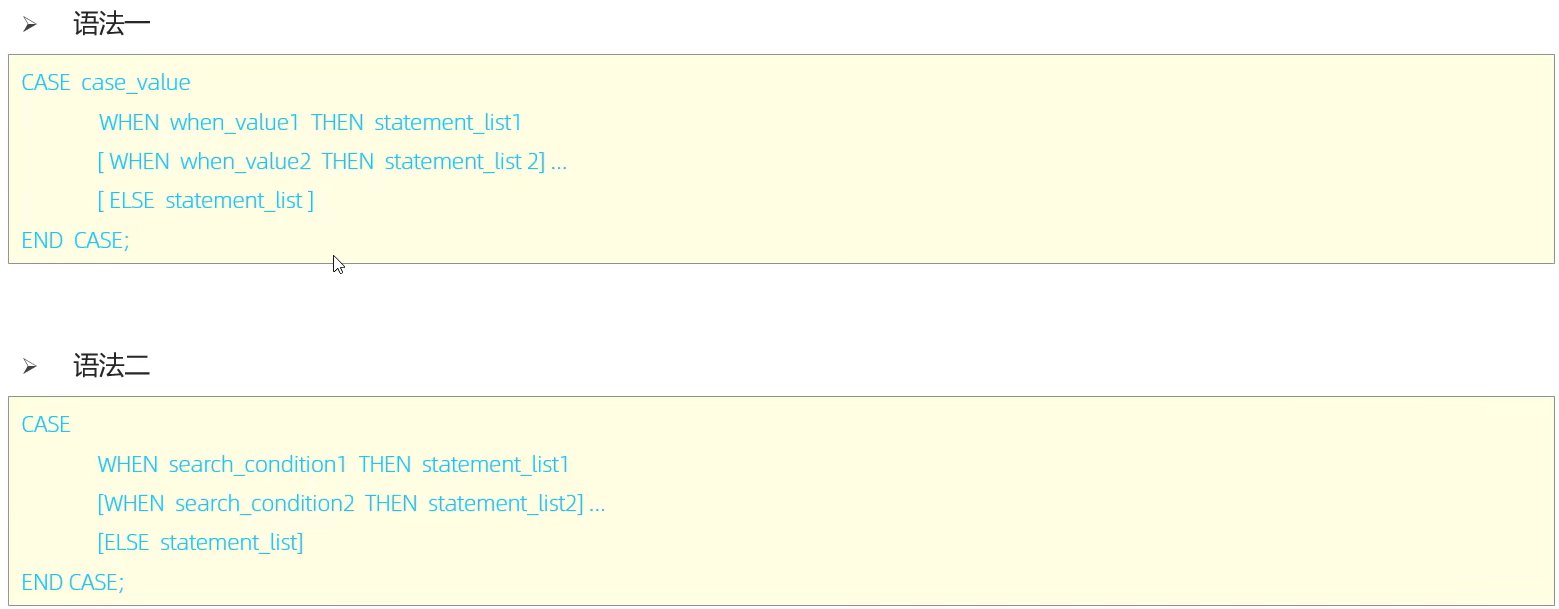 语法一
CASE case_value
WHEN when_value1 THEN statement_list1
[ WHEN when_value2 THEN statement_list 2] ...
[ ELSE statement_list ]
END CASE;
语法二
CASE
WHEN search_condition1 THEN statement_list1
[WHEN search_condition2 THEN statement_list2] ...
[ELSE statement_list]
END CASE;